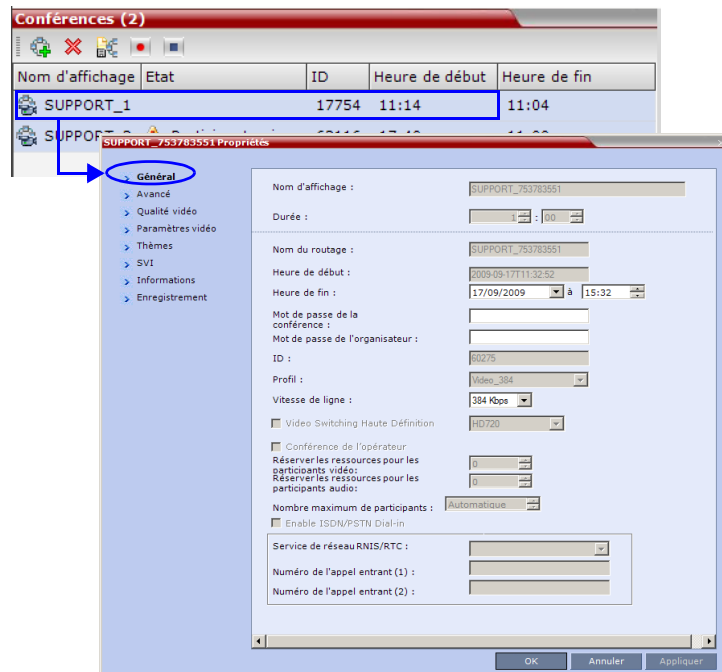 Conférences (2)
Nom d'affichage Etat ID Heure de début Heure de fin
SUPPORT_1 17754 11:14 11:04
SUPPORT_753783551 Propriétés
Général
Avancé
Qualité vidéo
Paramètres vidéo
Thèmes
SVI
Informations
Enregistrement
Nom d'affichage : SUPPORT_753783551
Durée : 1 : 00
Nom du routage : SUPPORT_753783551
Heure de début : 2009-09-17T11:32:52
Heure de fin : 17/09/2009 à 15:32
Mot de passe de la
conférence :
Mot de passe de l'organisateur :
ID : 60275
Profil : Video_384
Vitesse de ligne : 384 Kbps
Video Switching Haute Définition HD720
Conférence de l'opérateur
Réserver les ressources pour les
participants vidéo: 0
Réserver les ressources pour les
participants audio: 0
Nombre maximum de participants : Automatique
Enable ISDN/PSTN Dial-in
Service de réseau RNIS/RTC :
Numéro de l'appel entrant (1) :
Numéro de l'appel entrant (2) :
OK Annuler Appliquer